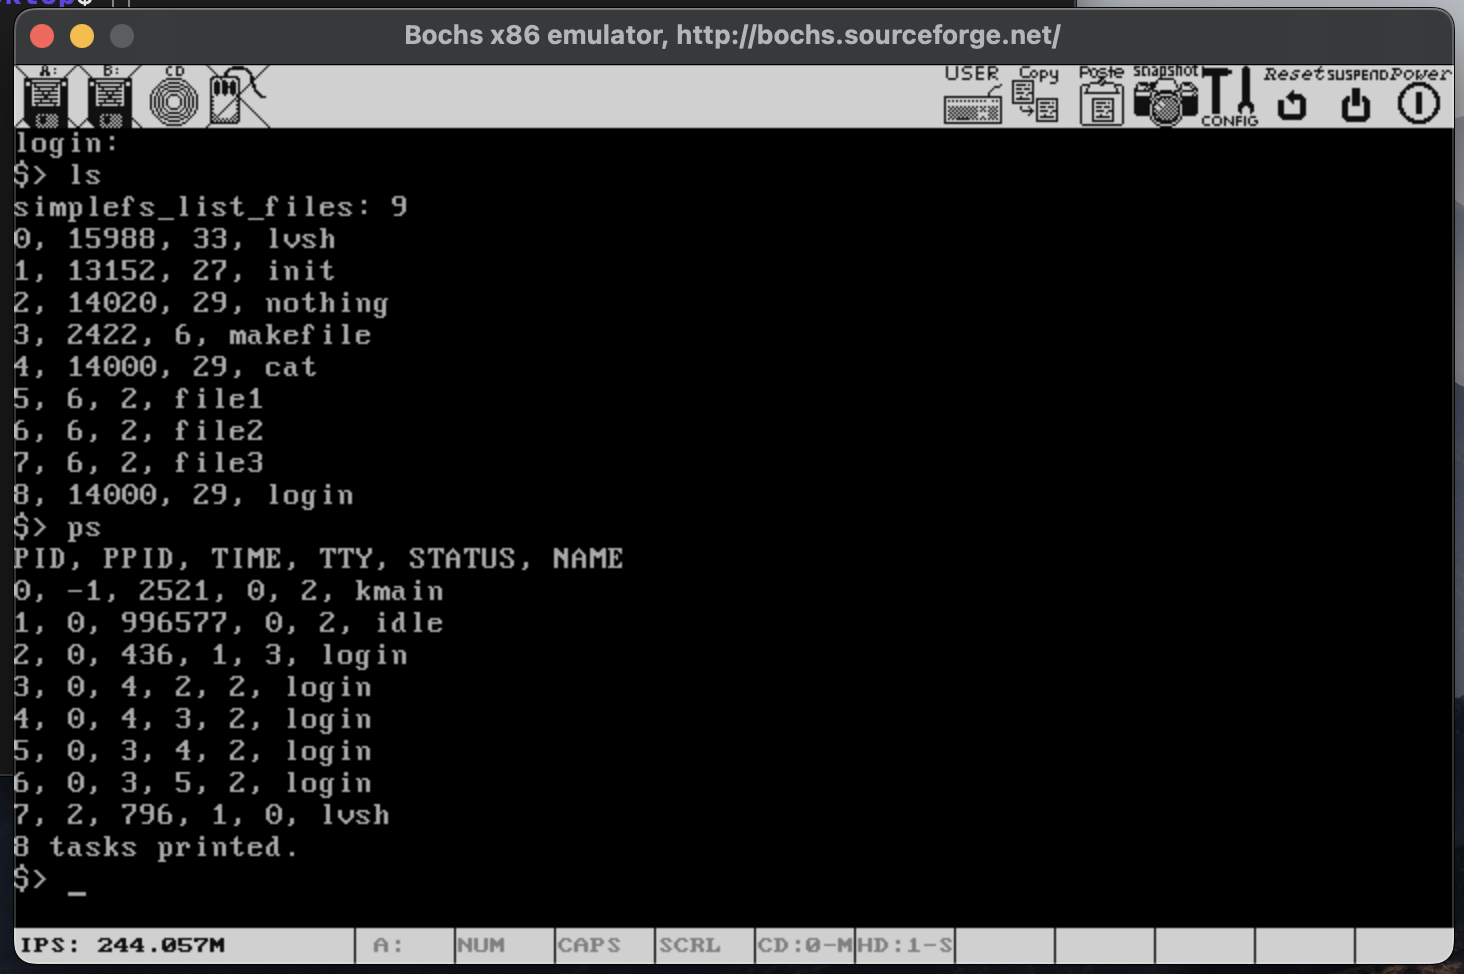 ktop$
Bochs x86 emulator, http://bochs.sourceforge.net/
A: B: CD USER Copy Paste snapshot CONFIG Reset SUSPEND Power
login:
$> ls
simplefs_list_files: 9
0, 15988, 33, lvsh
1, 13152, 27, init
2, 14020, 29, nothing
3, 2422, 6, makefile
4, 14000, 29, cat
5, 6, 2, file1
6, 6, 2, file2
7, 6, 2, file3
8, 14000, 29, login
$> ps
PID, PPID, TIME, TTY, STATUS, NAME
0, -1, 2521, 0, 2, kmain
1, 0, 996577, 0, 2, idle
2, 0, 436, 1, 3, login
3, 0, 4, 2, 2, login
4, 0, 4, 3, 2, login
5, 0, 3, 4, 2, login
6, 0, 3, 5, 2, login
7, 2, 796, 1, 0, lvsh
8 tasks printed.
$> _
IPS: 244.057M A: NUM CAPS SCRL CD:0-M HD:1-S